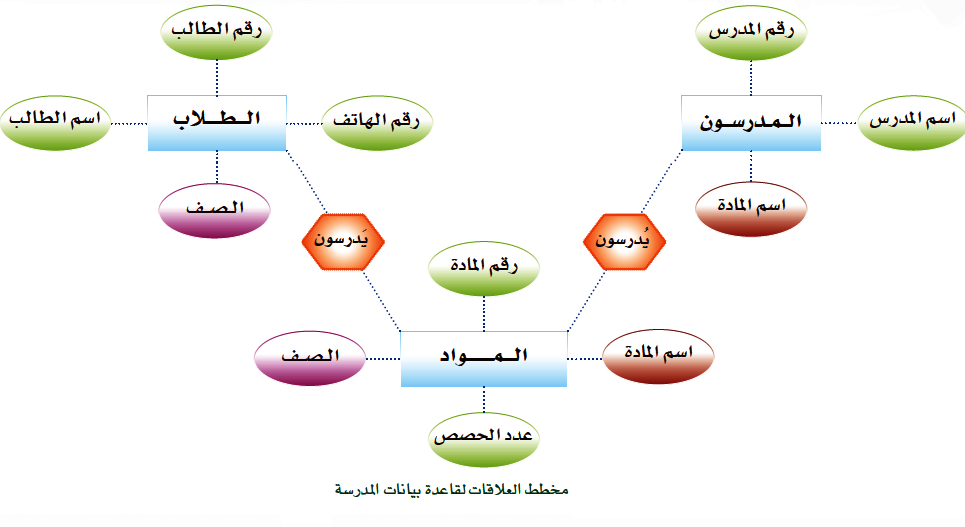 رقم المدرس
رقم الطالب
اسم المدرس
المدرسون
رقم الهاتف
الطلاب
اسم الطالب
اسم المادة
الصف
يُدرسون
يَدرسون
رقم المادة
اسم المادة
المواد
الصف
عدد الحصص
مخطط العلاقات لقاعدة بيانات المدرسة